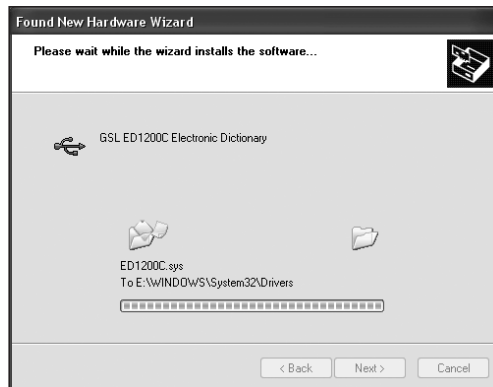 Found New Hardware Wizard
Please wait while the wizard installs the software...
GSL ED1200C Electronic Dictionary
ED1200C.sys
To E:\WINDOWS\System32\Drivers
< Back Next > Cancel